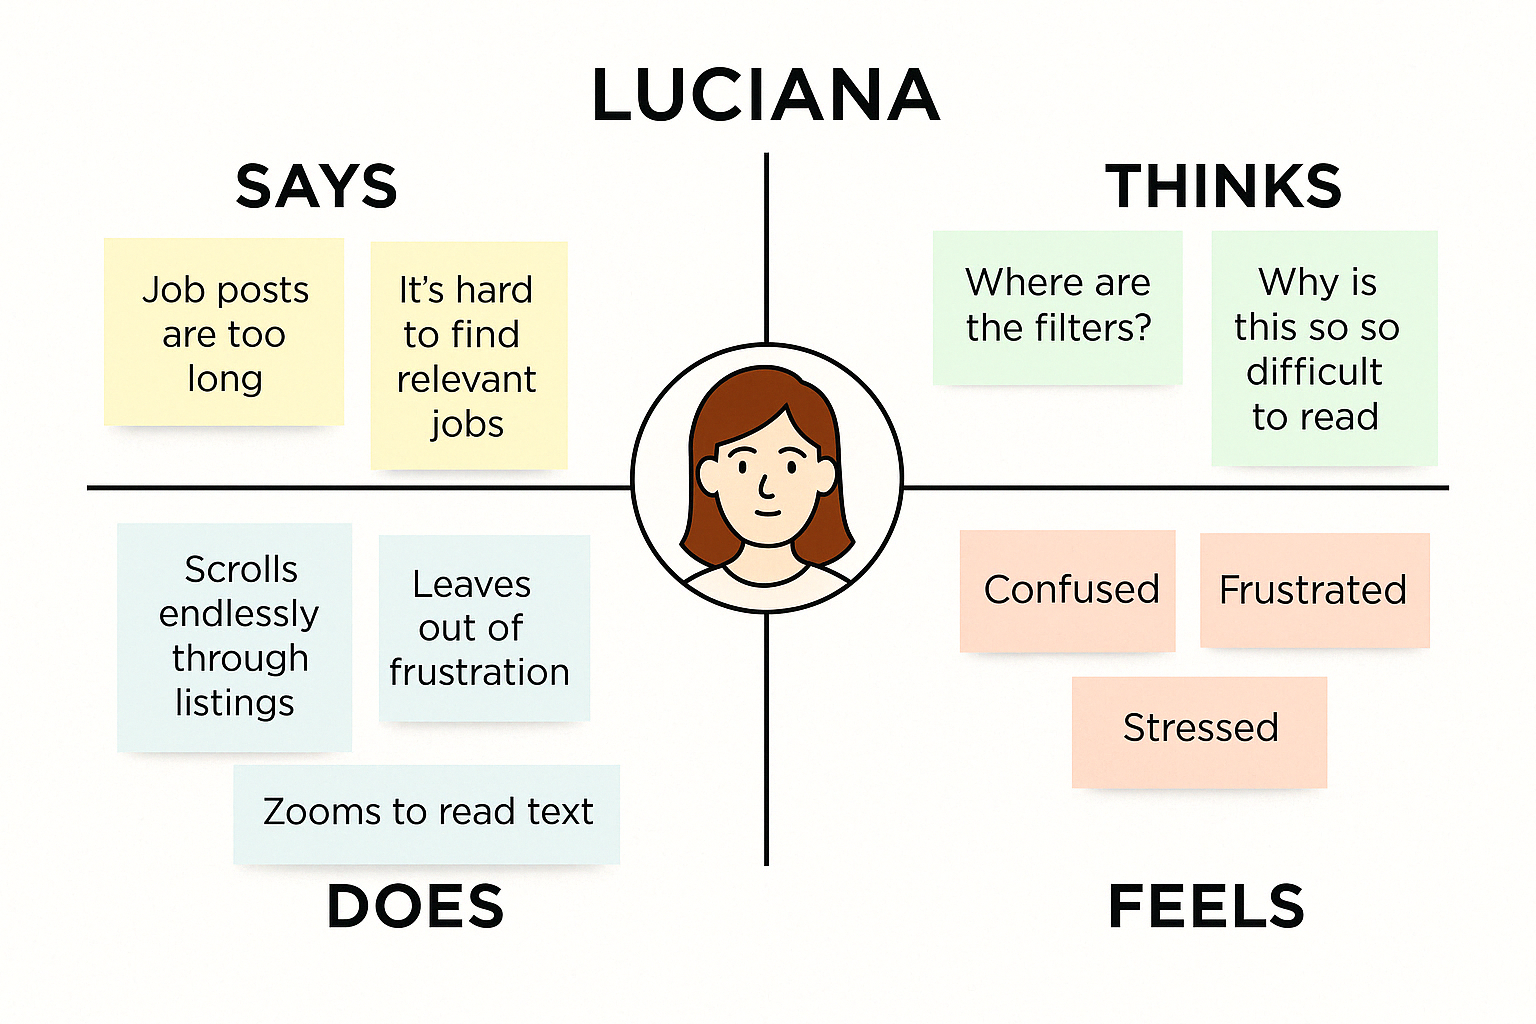 LUCIANA
SAYS
Job posts
are too
long
It's hard
to find
relevant
jobs
THINKS
Where are
the filters?
Why is
this so so
difficult
to read
Scrolls
endlessly
through
listings
Leaves
out of
frustration
Zooms to read text
DOES
Confused
Frustrated
Stressed
FEELS